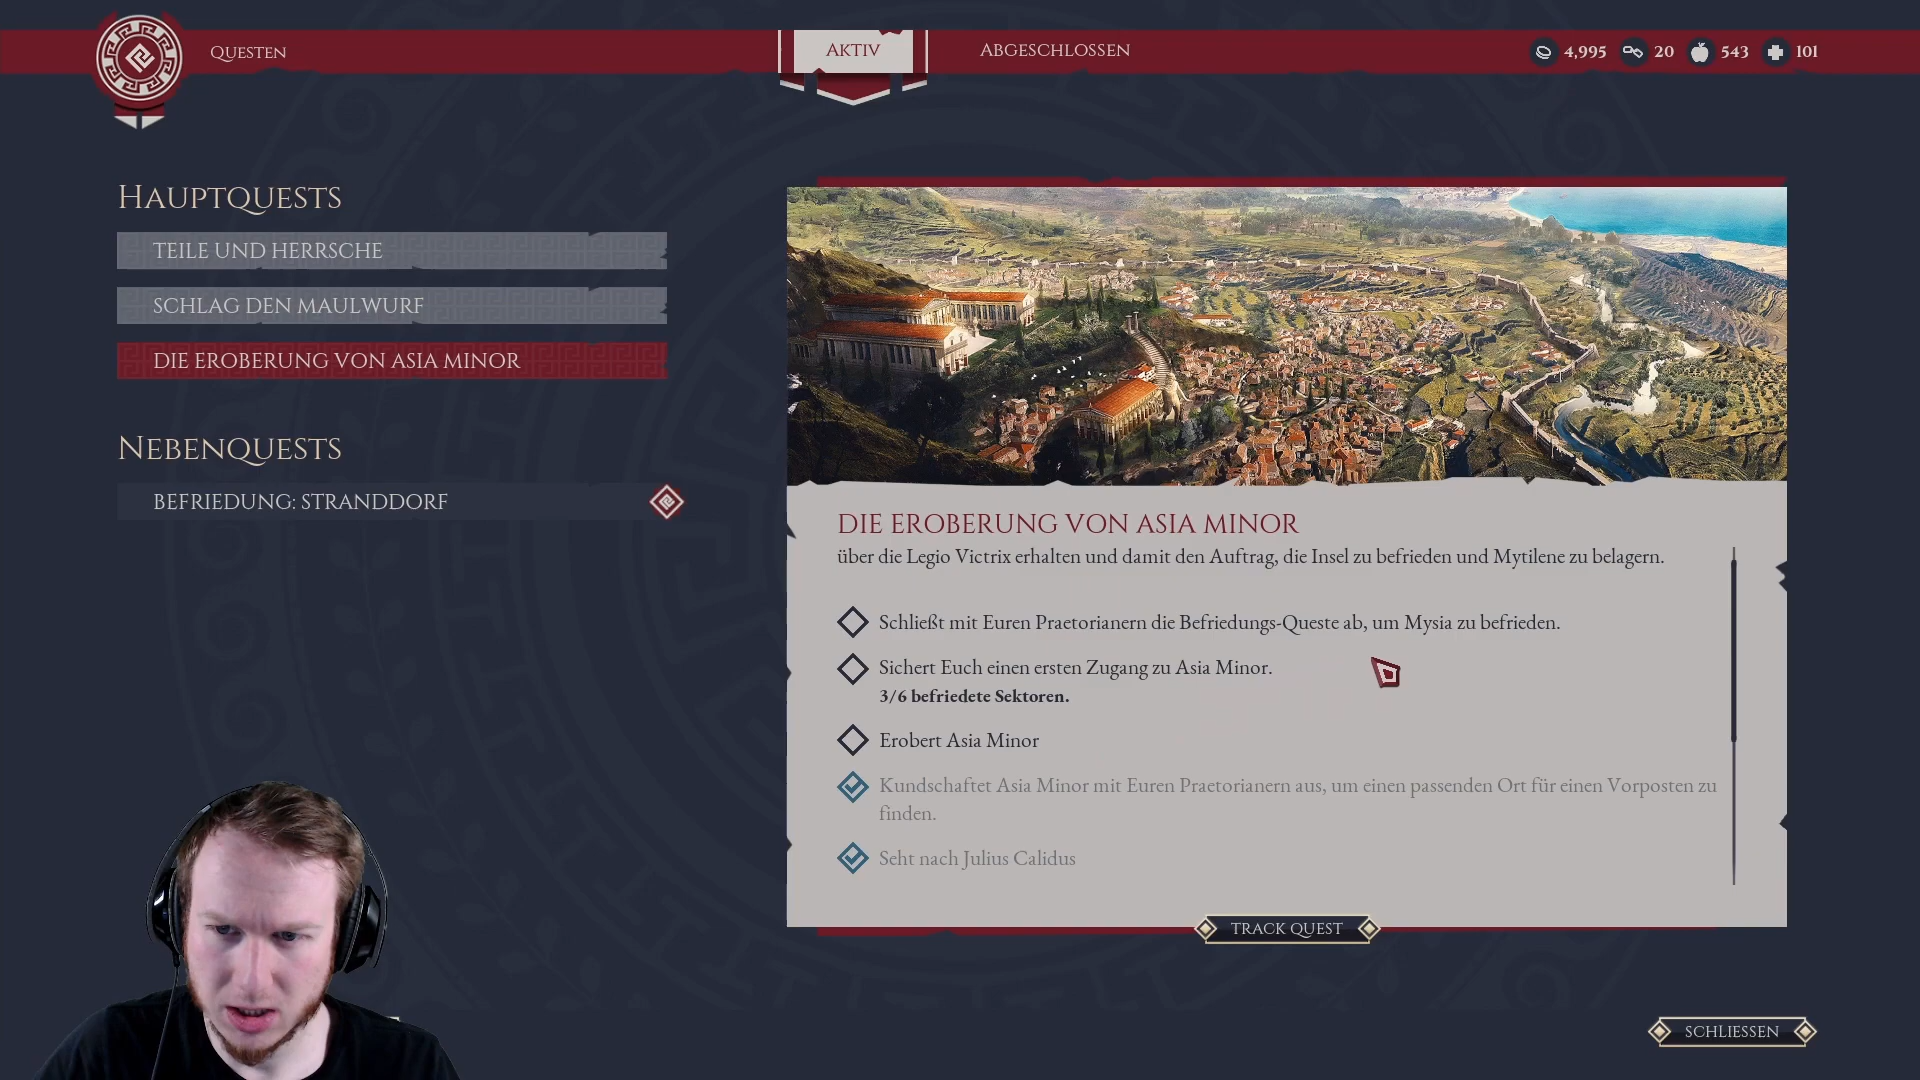 Questen
Aktiv
Abgeschlossen
4,995
20
543
101
Hauptquests
TEILE UND HERRSCHE
SCHLAG DEN MAULWURF
DIE EROBERUNG VON ASIA MINOR
Nebenquests
BEFRIEDUNG: STRANDDORF
DIE EROBERUNG VON ASIA MINOR
über die Legio Victrix erhalten und damit den Auftrag, die Insel zu befrieden und Mytilene zu belagern.
Schließt mit Euren Praetorianern die Befriedungs-Queste ab, um Mysia zu befrieden.
Sichert Euch einen ersten Zugang zu Asia Minor.
3/6 befriedete Sektoren.
Erobert Asia Minor
Kundschaftet Asia Minor mit Euren Praetorianern aus, um einen passenden Ort für einen Vorposten zu
finden.
Seht nach Julius Calidus
TRACK QUEST
SCHLIESSEN